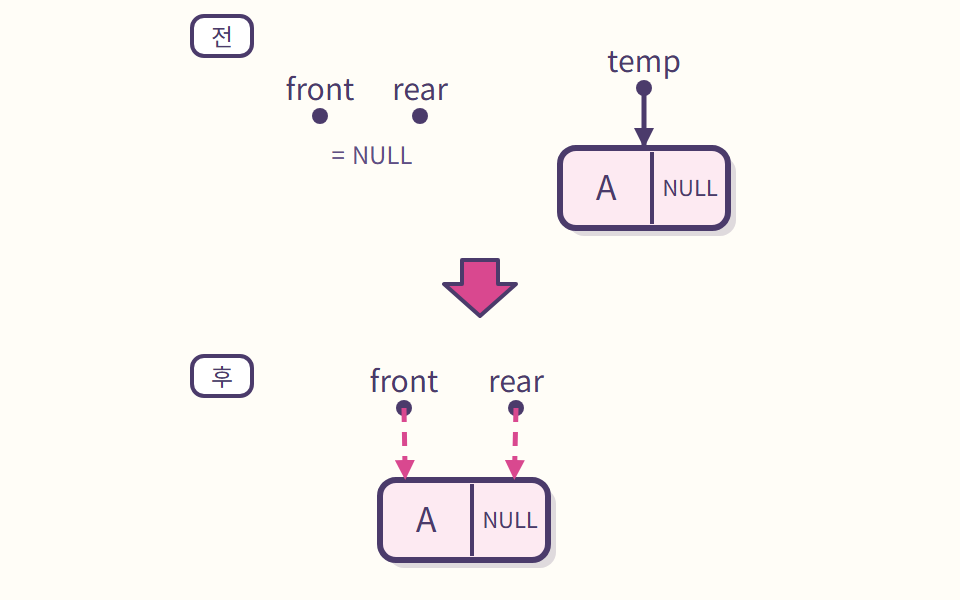 전
front rear
= NULL
temp
A NULL
후
front rear
A NULL